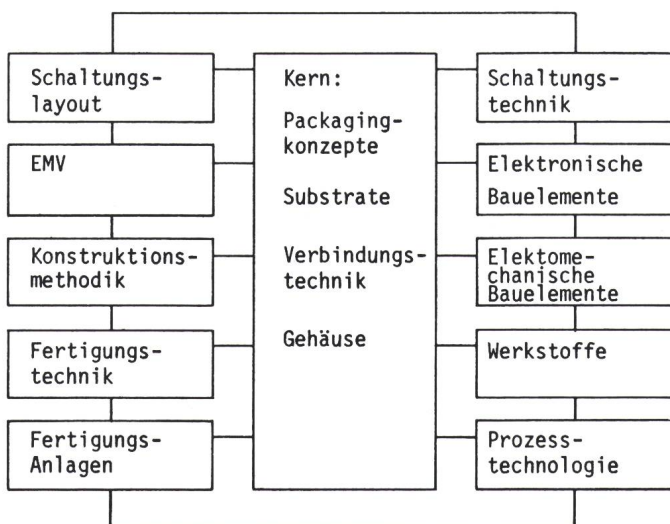 Schaltungs-
layout
EMV
Konstruktions-
methodik
Fertigungs-
technik
Fertigungs-
Anlagen
Kern:
Packaging-
konzepte
Substrate
Verbindungs-
technik
Gehäuse
Schaltungs-
technik
Elektronische
Bauelemente
Elektome-
chanische
Bauelemente
Werkstoffe
Prozess-
technologie